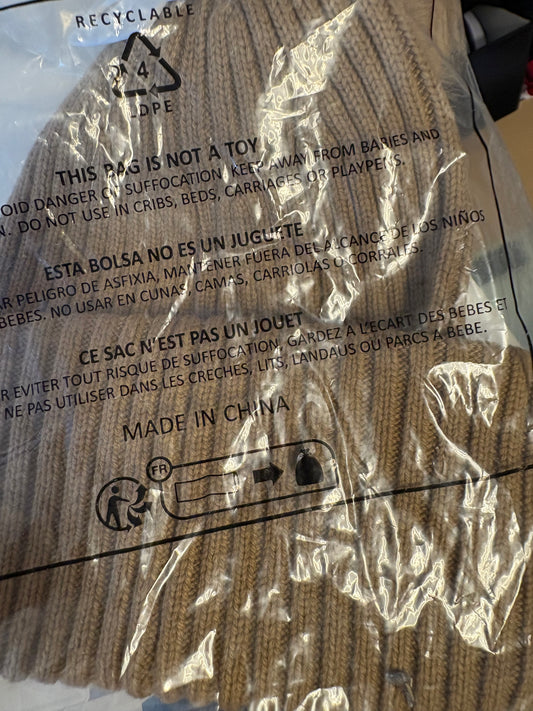 RECYCLABLE
4
LDPE
THIS BAG IS NOT A TOY
OID DANGER OF SUFFOCATION, KEEP AWAY FROM BABIES AND
N. DO NOT USE IN CRIBS, BEDS, CARRIAGES OR PLAYPENS.
ESTA BOLSA NO ES UN JUGUETE
AR PELIGRO DE ASFIXIA, MANTENER FUERA DEL ALCANCE DE LOS NIÑOS
BEBES. NO USAR EN CUNAS, CAMAS, CARRIOLAS O CORRALES.
CE SAC N'EST PAS UN JOUET
R EVITER TOUT RISQUE DE SUFFOCATION, GARDEZ A L'ECART DES BEBES ET
NE PAS UTILISER DANS LES CRECHES, LITS, LANDAUS OU PARCS A BEBE.
MADE IN CHINA
FR